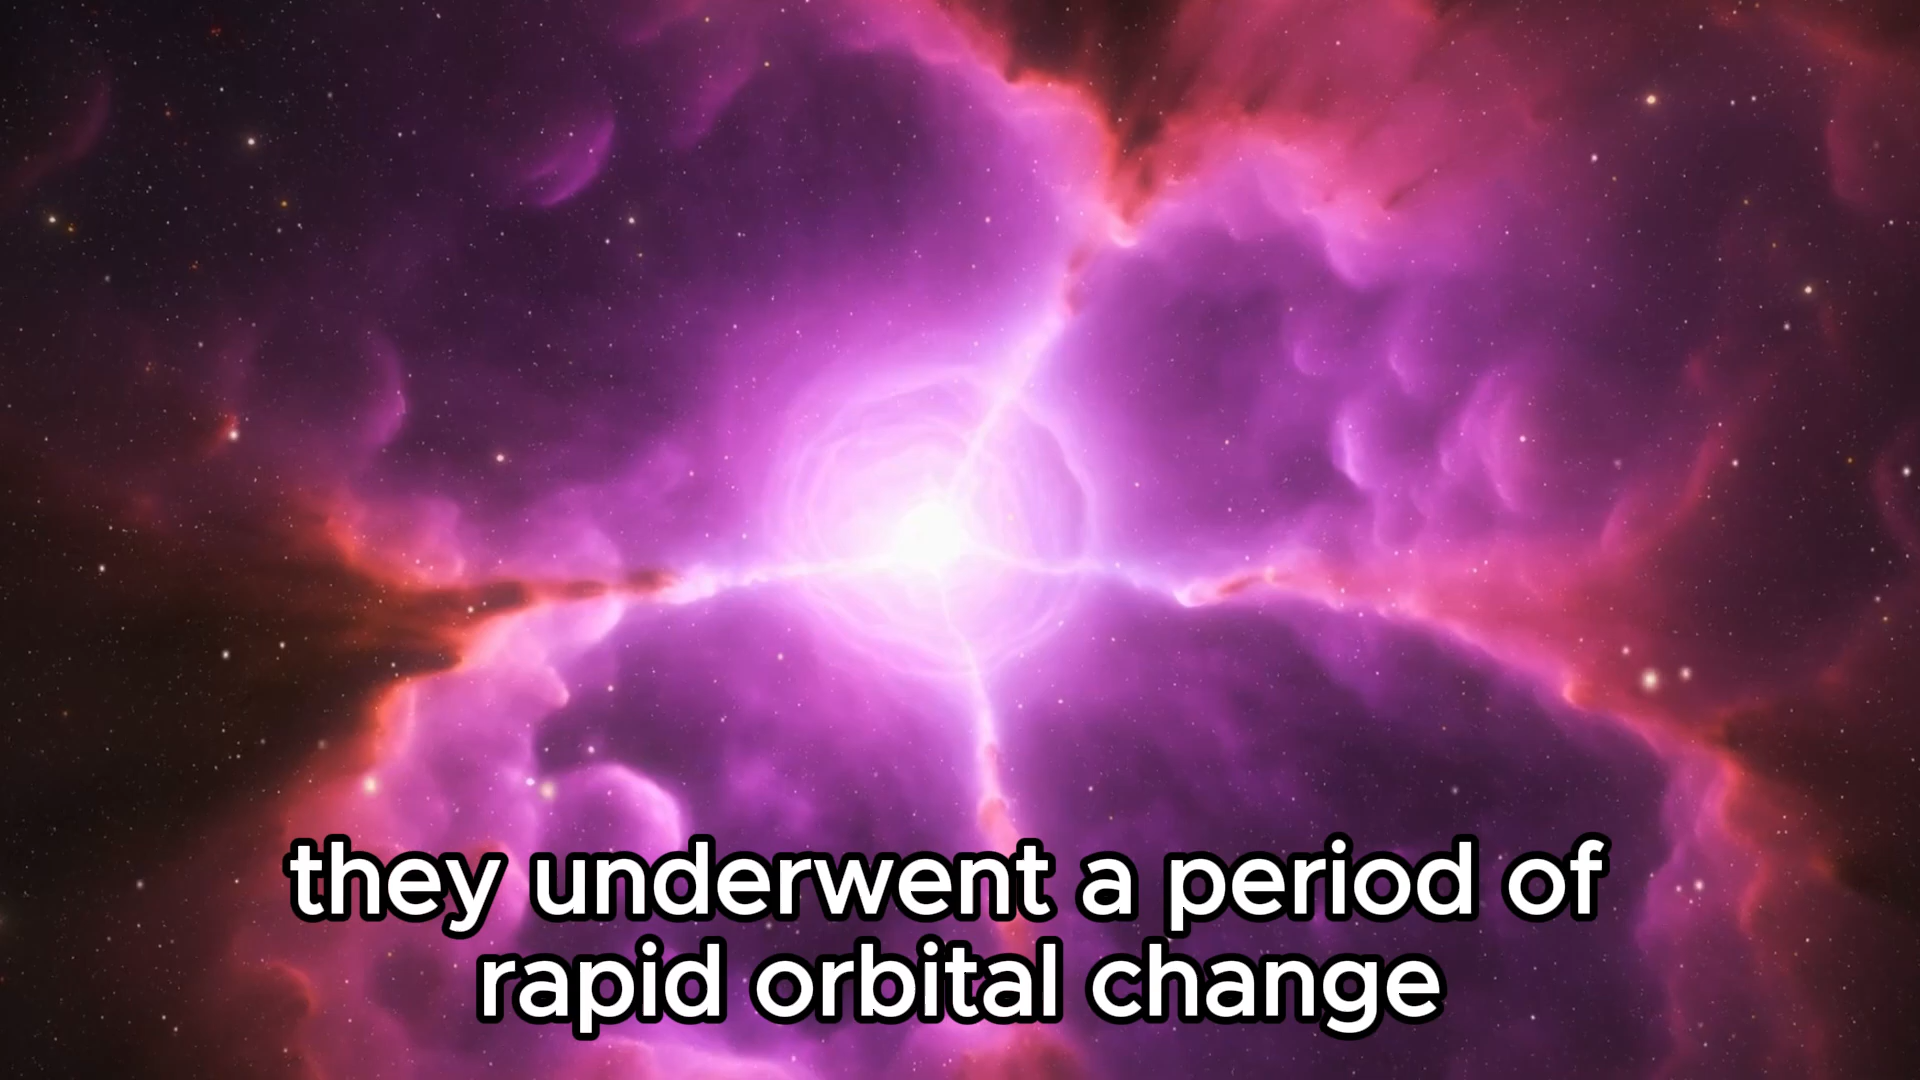 they underwent a period of
rapid orbital change